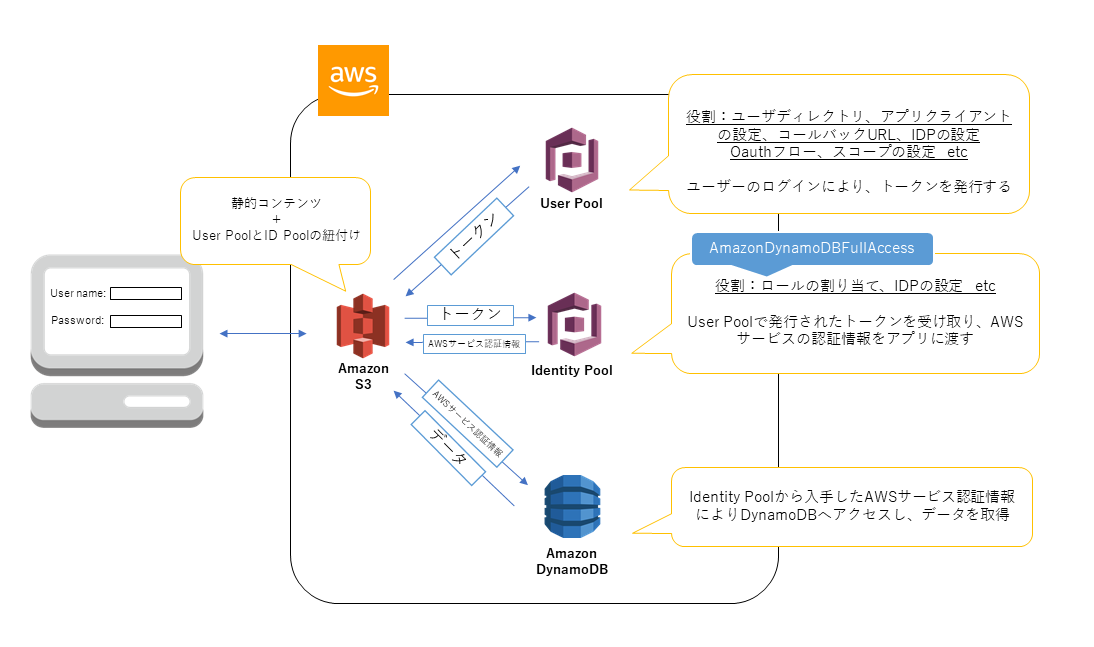 aws
役割：ユーザディレクトリ、アプリクライアント
の設定、コールバックURL、IDPの設定
Oauthフロー、スコープの設定 etc
ユーザーのログインにより、トークンを発行する
User Pool
静的コンテンツ
+
User PoolとID Poolの紐付け
トークン
AmazonDynamoDBFullAccess
役割：ロールの割り当て、IDPの設定 etc
User Poolで発行されたトークンを受け取り、AWS
サービスの認証情報をアプリに渡す
User name:
Password:
トークン
AWSサービス認証情報
Amazon
S3
Identity Pool
AWSサービス認証情報
データ
Identity Poolから入手したAWSサービス認証情報
によりDynamoDBへアクセスし、データを取得
Amazon
DynamoDB